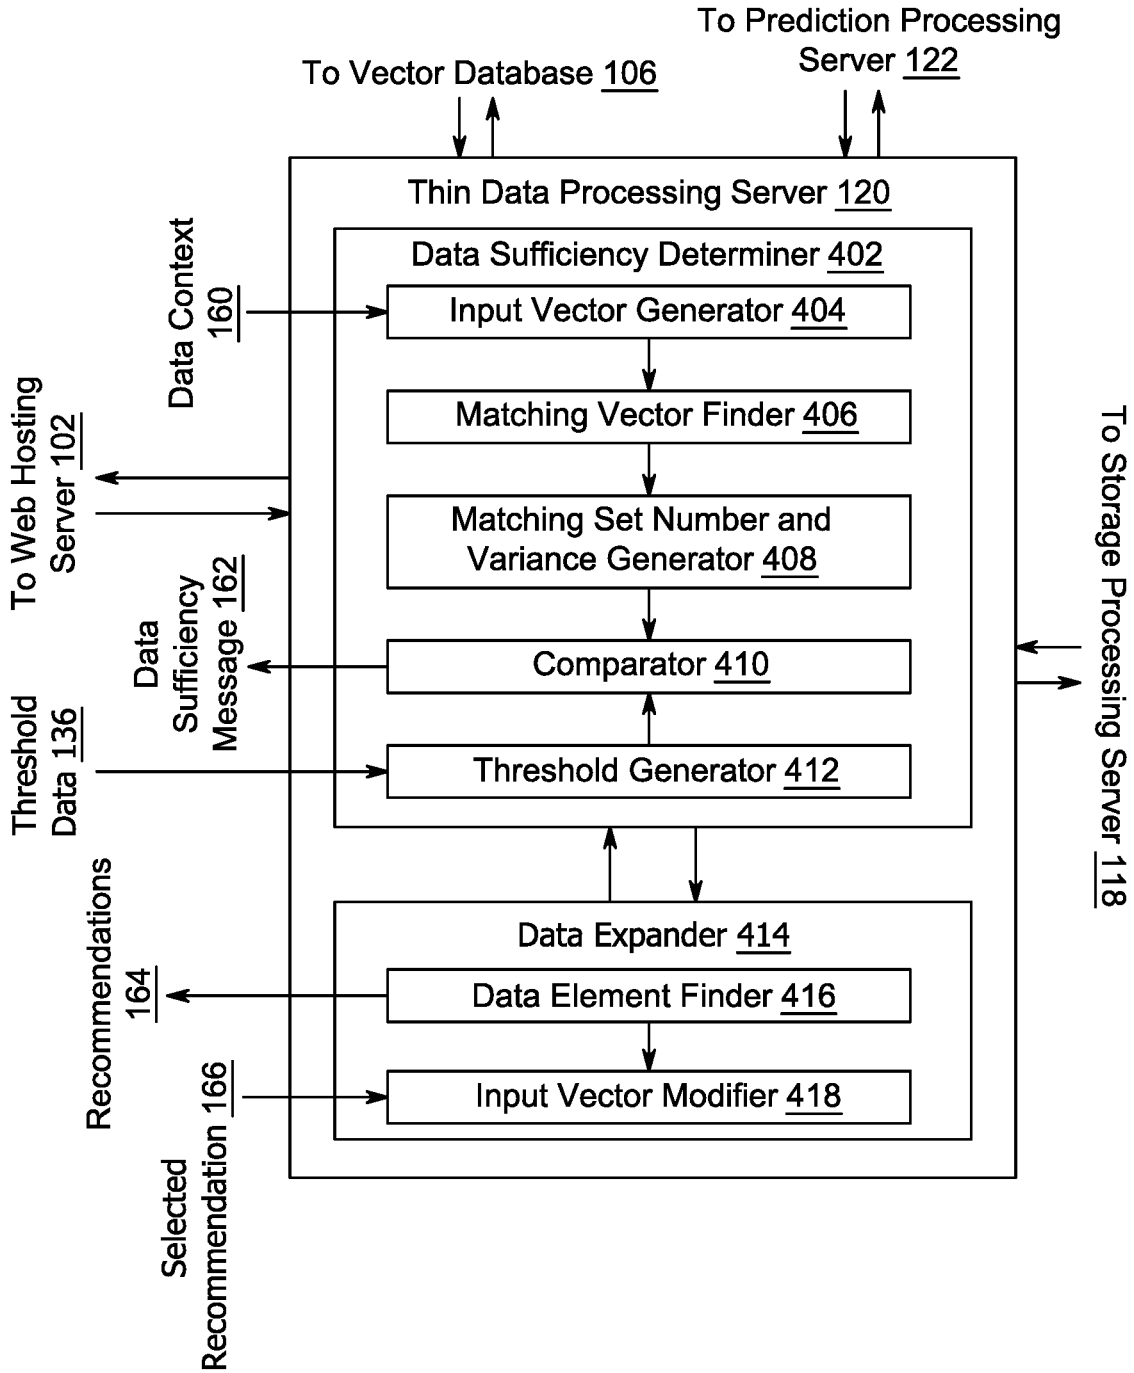 To Prediction Processing
Server 122
To Vector Database 106
Thin Data Processing Server 120
Data Sufficiency Determiner 402
Data Context
160
Input Vector Generator 404
Matching Vector Finder 406
To Web Hosting
Server 102
Matching Set Number and
Variance Generator 408
Data
Sufficiency
Message 162
Comparator 410
To Storage Processing Server 118
Threshold
Data 136
Threshold Generator 412
Data Expander 414
Recommendations
164
Data Element Finder 416
Selected
Recommendation 166
Input Vector Modifier 418